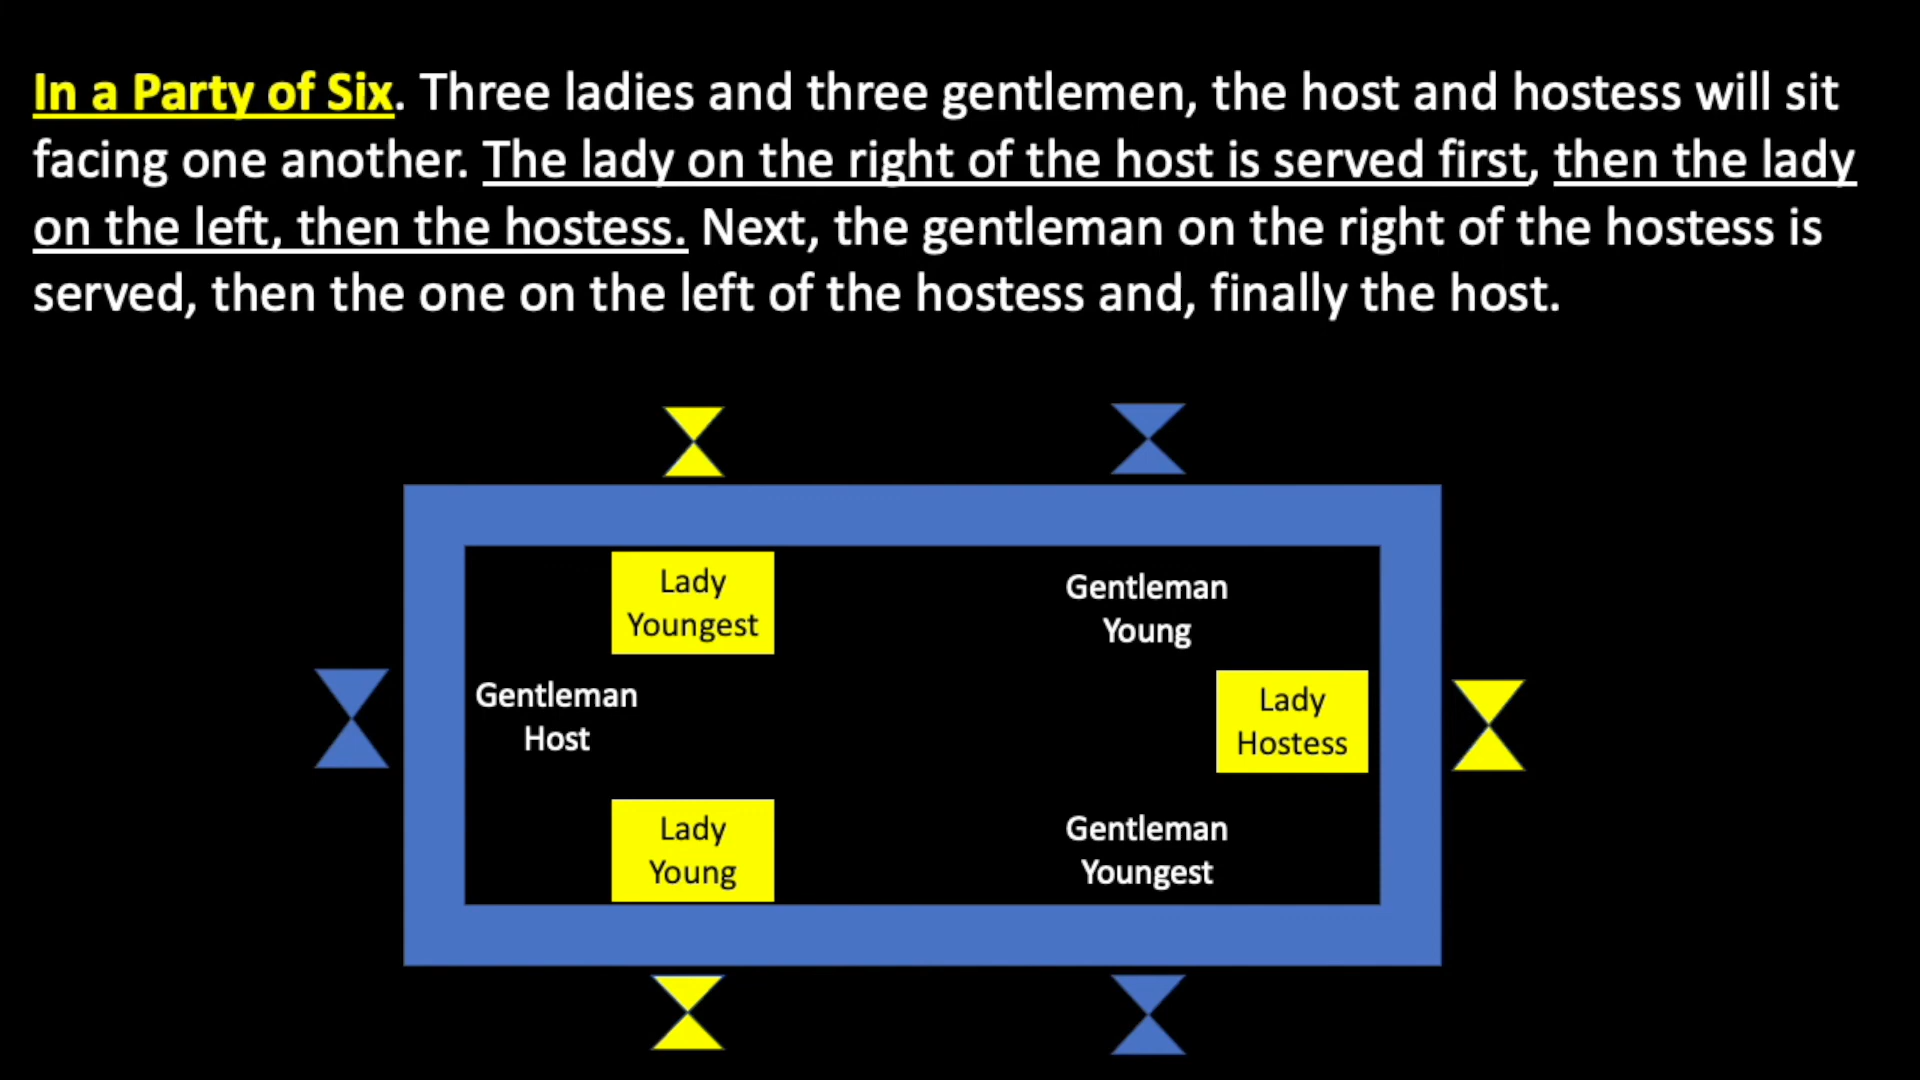 In a Party of Six. Three ladies and three gentlemen, the host and hostess will sit
facing one another. The lady on the right of the host is served first, then the lady
on the left, then the hostess. Next, the gentleman on the right of the hostess is
served, then the one on the left of the hostess and, finally the host.
Lady
Youngest
Gentleman
Young
Gentleman
Host
Lady
Hostess
Lady
Young
Gentleman
Youngest